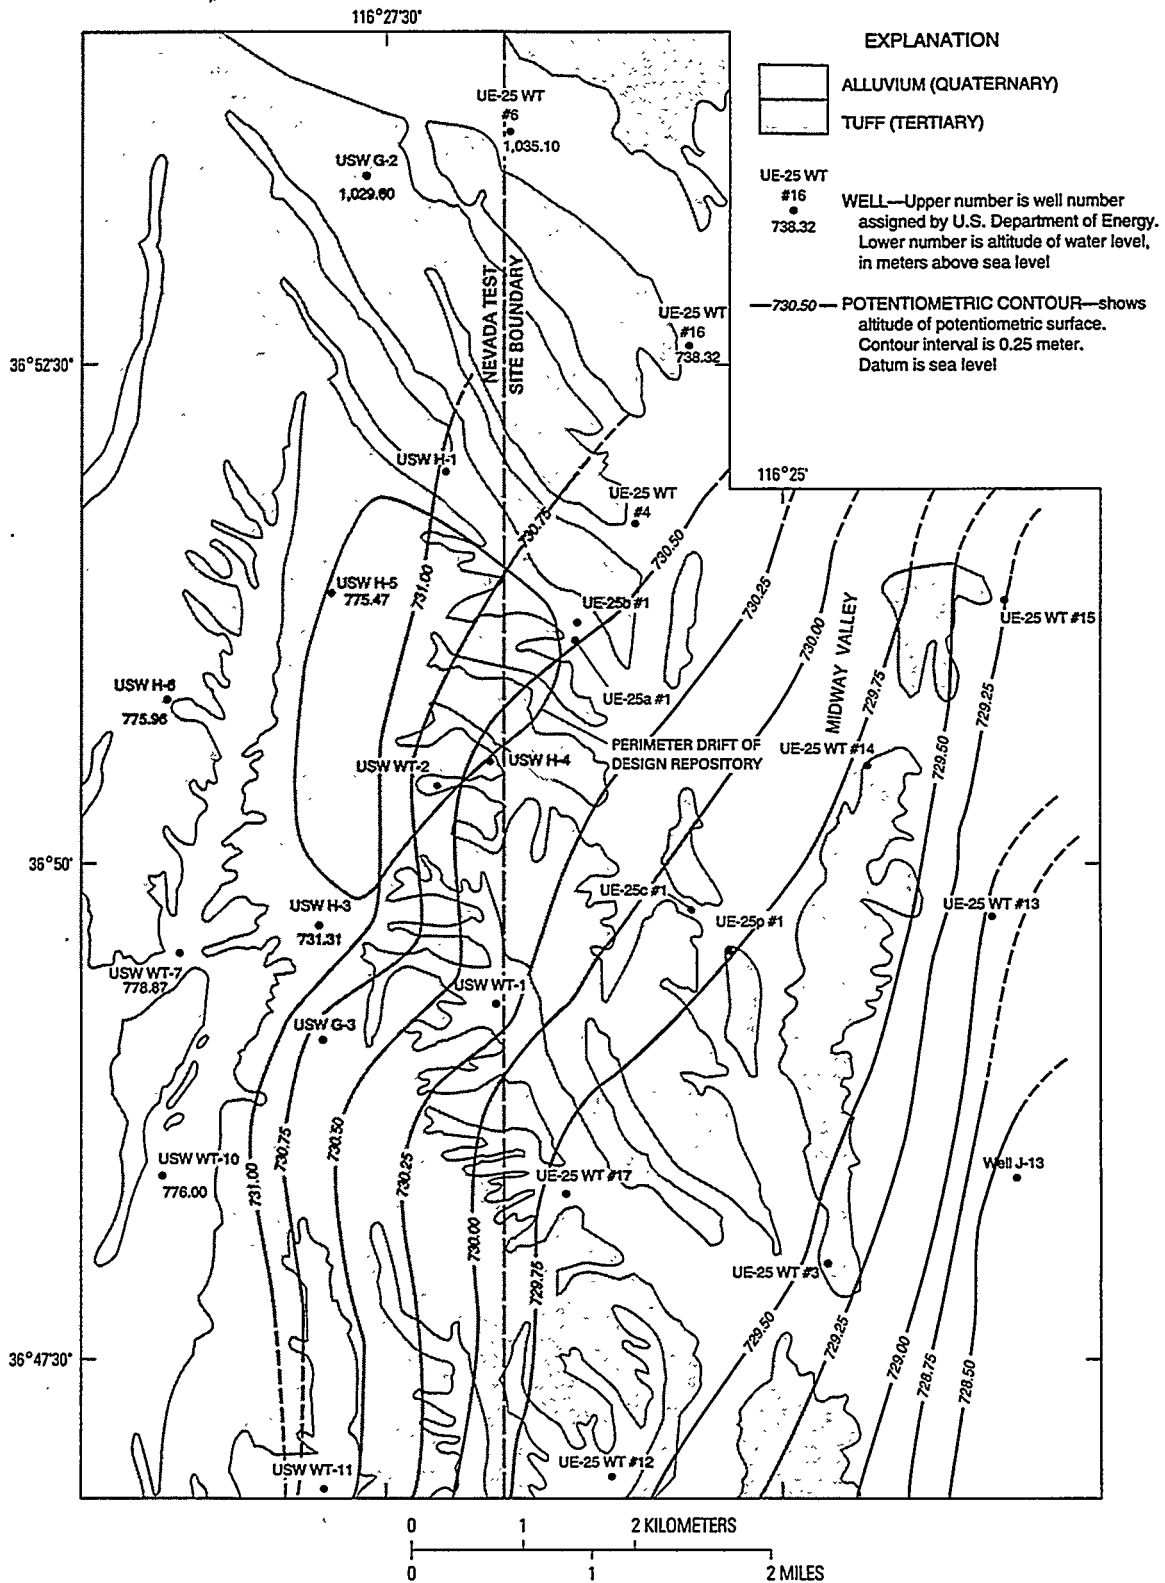 116°27'30"
EXPLANATION
ALLUVIUM (QUATERNARY)
TUFF (TERTIARY)
UE-25 WT
#16
738.32
WELL—Upper number is well number
assigned by U.S. Department of Energy.
Lower number is altitude of water level,
in meters above sea level
—730.50— POTENTIOMETRIC CONTOUR—shows
altitude of potentiometric surface.
Contour interval is 0.25 meter.
Datum is sea level
UE-25 WT
#6
1,035.10
USW G-2
1,029.60
NEVADA TEST
SITE BOUNDARY
UE-25 WT
#16
738.32
36°52'30"
USW H-1
116°25'
UE-25 WT
#4
730.75
730.50
USW H-5
775.47
731.00
UE-25b #1
730.25
730.00
MIDWAY VALLEY
UE-25 WT #15
USW H-6
775.96
UE-25a #1
729.75
729.25
PERIMETER DRIFT OF
DESIGN REPOSITORY
UE-25 WT #14
729.50
USW WT-2
USW H-4
36°50'
UE-25c #1
USW H-3
731.31
UE-25p #1
UE-25 WT #13
USW WT-7
778.87
USW WT-1
USW G-3
730.75
730.50
731.00
730.25
USW WT-10
776.00
UE-25 WT #17
Well J-13
730.00
729.75
UE-25 WT #3
729.50
729.25
729.00
728.75
728.50
36°47'30"
USW WT-11
UE-25 WT #12
0 1 2 KILOMETERS
0 1 2 MILES